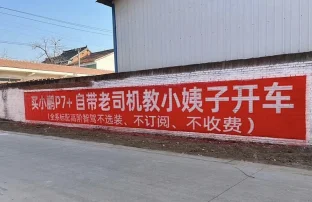 买小鹏P7+自带老司机教小姨子开车
(全系标配高阶智驾不选装、不订阅、不收费)